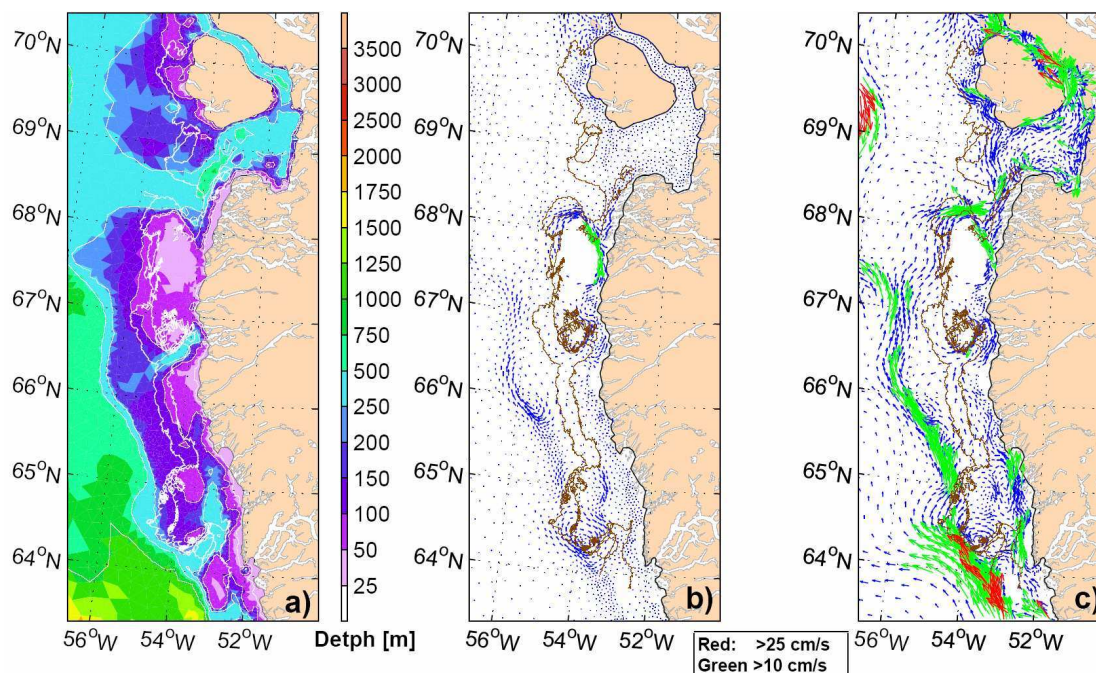 70°N
69°N
68°N
67°N
66°N
65°N
64°N
56°W 54°W 52°W
a)
3500
3000
2500
2000
1750
1500
1250
1000
750
500
250
200
150
100
50
25
Detph [m]
70°N
69°N
68°N
67°N
66°N
65°N
64°N
56°W 54°W 52°W
b)
Red: >25 cm/s
Green >10 cm/s
70°N
69°N
68°N
67°N
66°N
65°N
64°N
56°W 54°W 52°W
c)